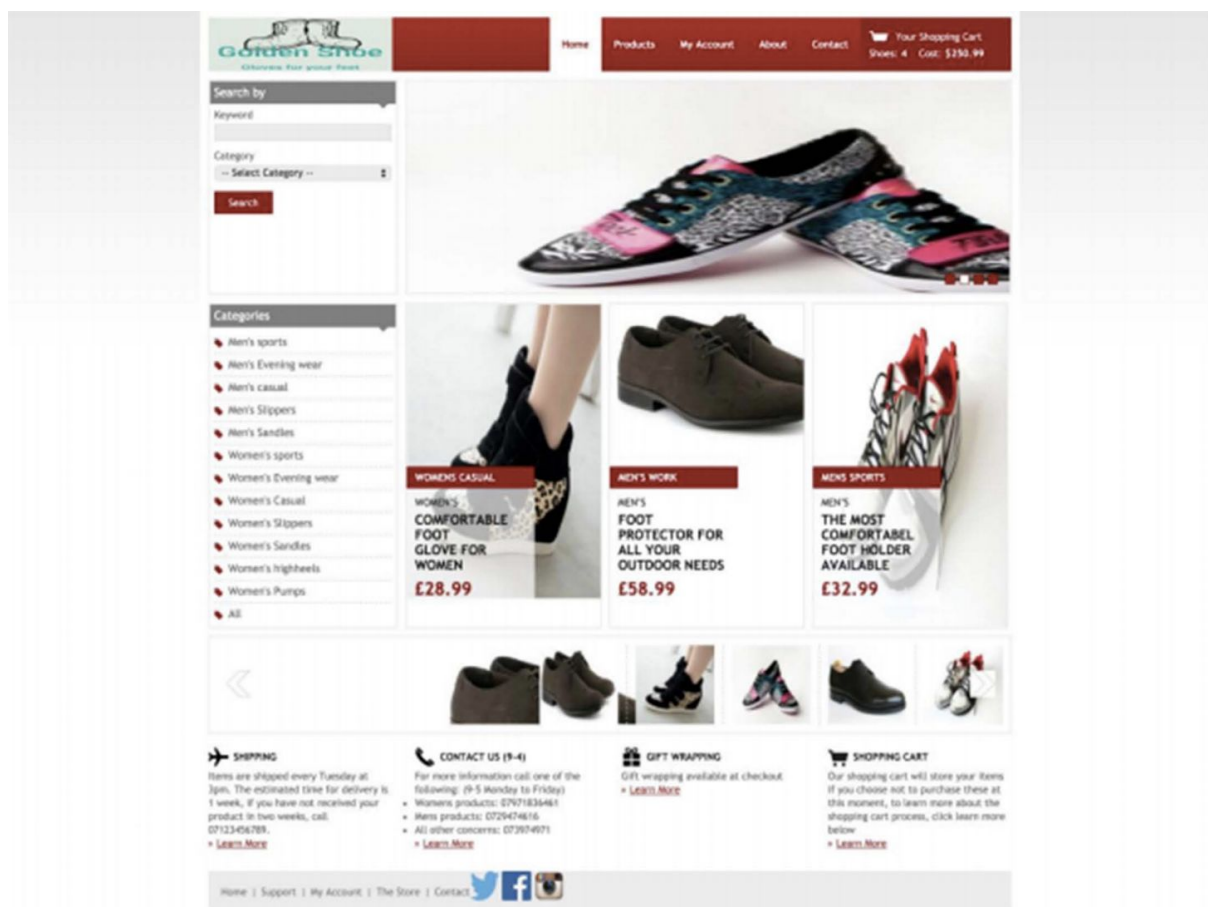 Golden Shoe
Gloves for your feet
Home
Products
My Account
About
Contact
Your Shopping Cart
Shoes: 4 Cost: $250.99
Search by
Keyword
Category
-- Select Category --
Search
Categories
Men's sports
Men's Evening wear
Men's casual
Men's Slippers
Men's Sandles
Women's sports
Women's Evening wear
Women's Casual
Women's Slippers
Women's Sandles
Women's highheels
Women's Pumps
All
WOMENS CASUAL
WOMEN'S
COMFORTABLE
FOOT
GLOVE FOR
WOMEN
£28.99
MEN'S WORK
MEN'S
FOOT
PROTECTOR FOR
ALL YOUR
OUTDOOR NEEDS
£58.99
MENS SPORTS
MEN'S
THE MOST
COMFORTABEL
FOOT HOLDER
AVAILABLE
£32.99
SHIPPING
Items are shipped every Tuesday at
3pm. The estimated time for delivery is
1 week, if you have not received your
product in two weeks, call
07123456789.
» Learn More
CONTACT US (9-4)
For more information call one of the
following: (9-5 Monday to Friday)
Womens products: 07971836461
Mens products: 0729474616
All other concerns: 073974971
» Learn More
GIFT WRAPPING
Gift wrapping available at checkout
» Learn More
SHOPPING CART
Our shopping cart will store your items
if you choose not to purchase these at
this moment, to learn more about the
shopping cart process, click learn more
below
» Learn More
Home | Support | My Account | The Store | Contact